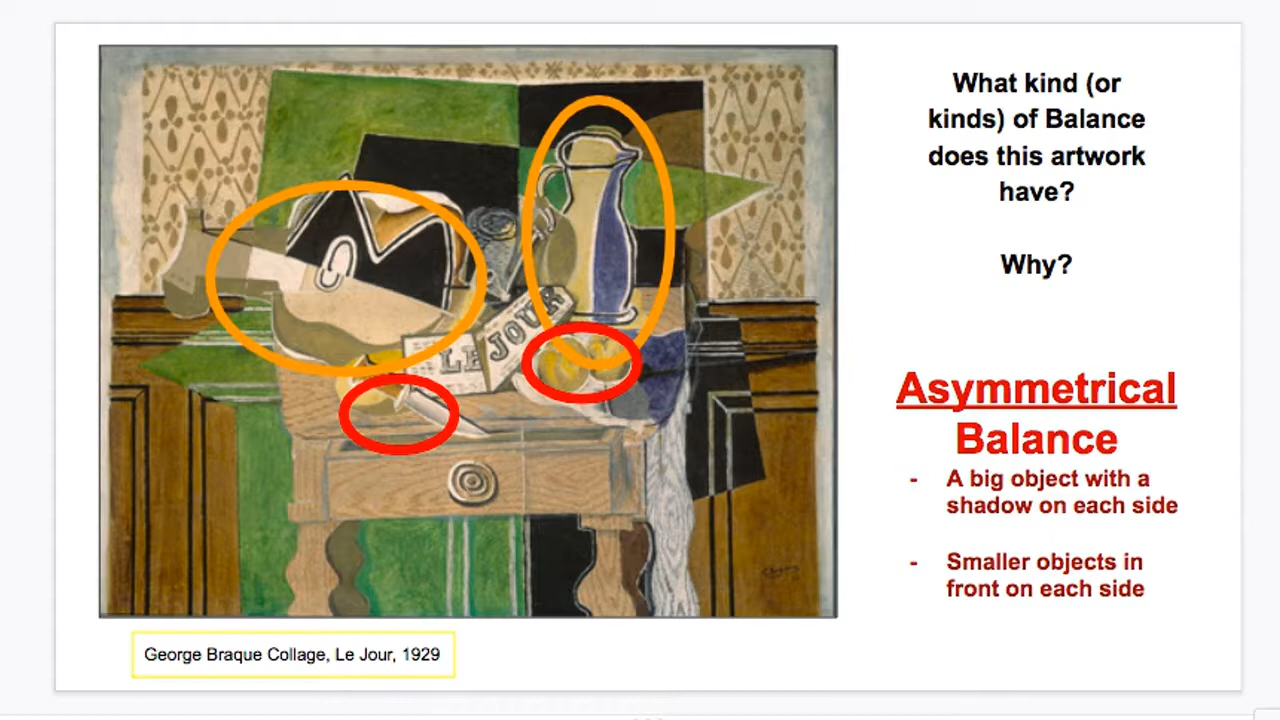 What kind (or
kinds) of Balance
does this artwork
have?
Why?
LE JOUR
Asymmetrical
Balance
- A big object with a
shadow on each side
- Smaller objects in
front on each side
George Braque Collage, Le Jour, 1929